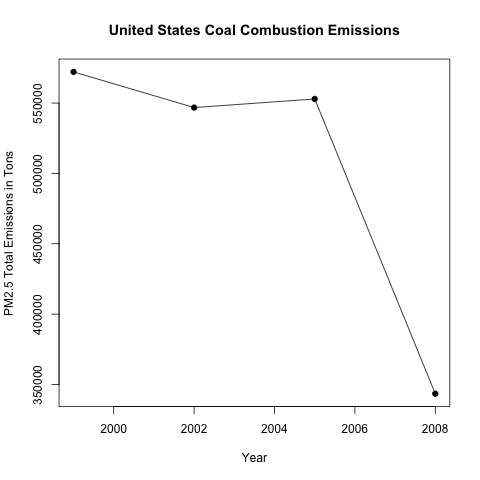 United States Coal Combustion Emissions
PM2.5 Total Emissions in Tons
550000
500000
450000
400000
350000
2000 2002 2004 2006 2008
Year